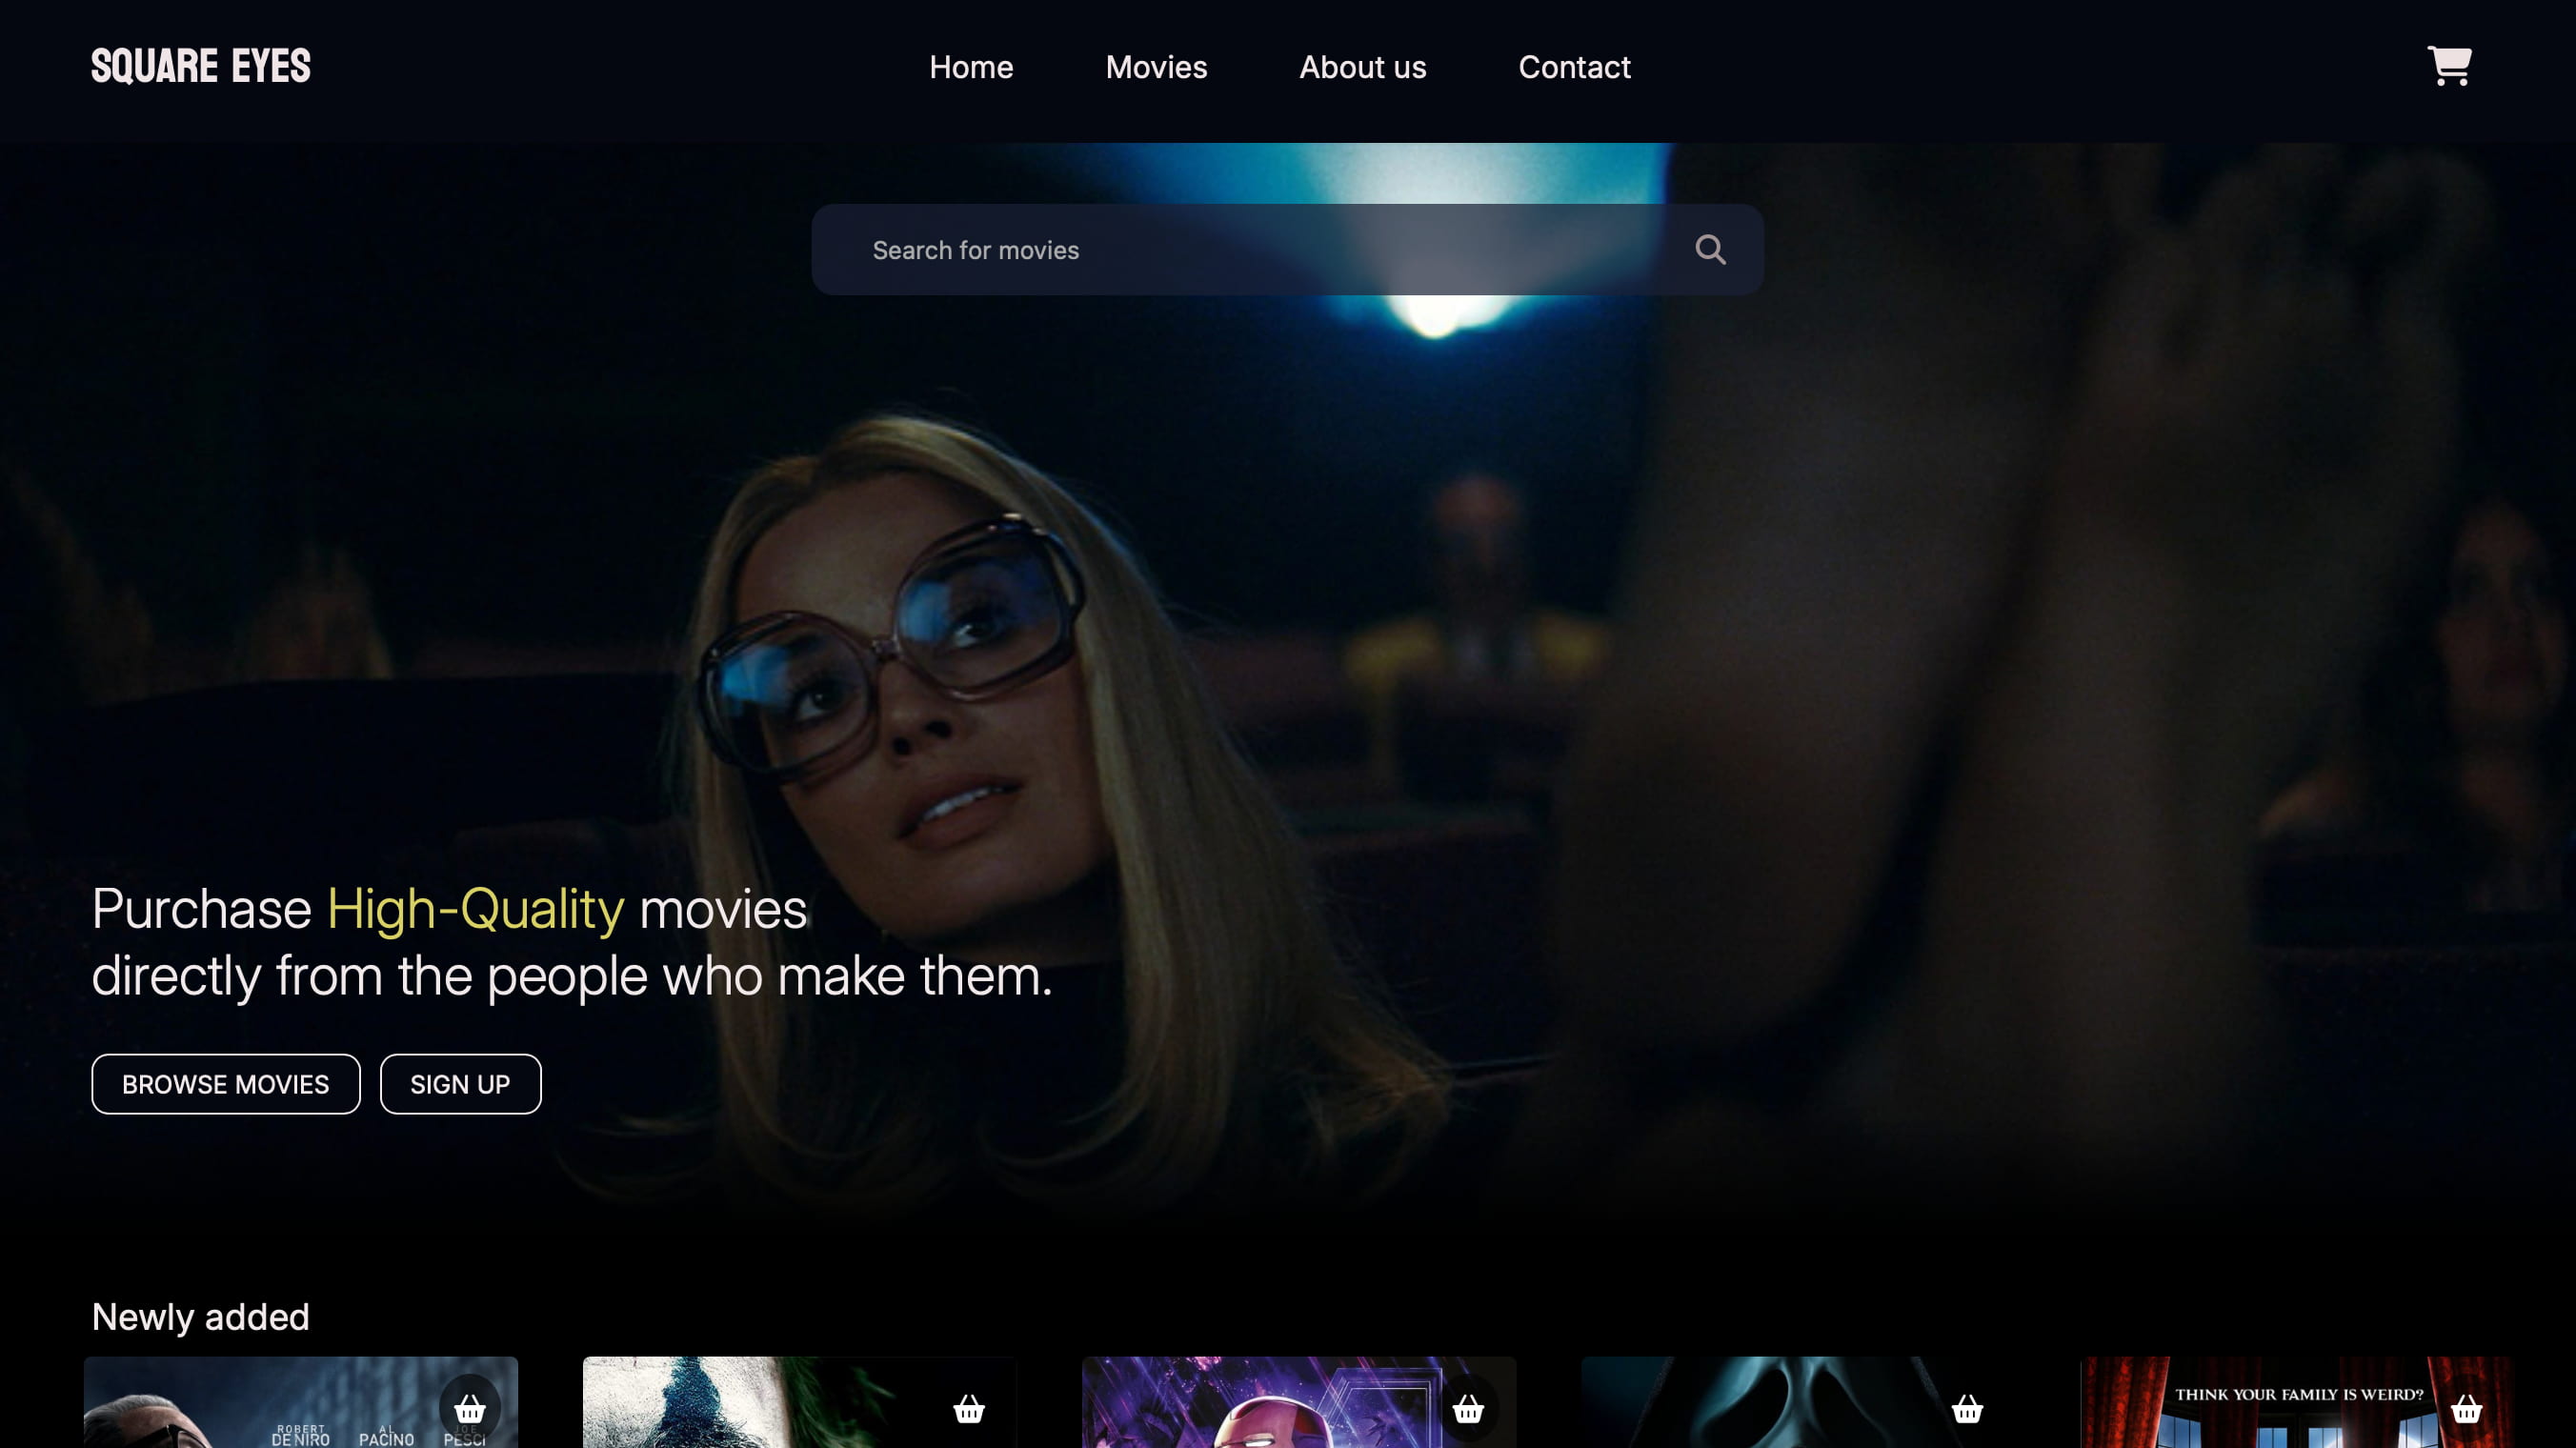 SQUARE EYES
Home Movies About us Contact
Search for movies
Purchase High-Quality movies
directly from the people who make them.
BROWSE MOVIES SIGN UP
Newly added
ROBERT AL JOE
DE NIRO PACINO PESCI
THINK YOUR FAMILY IS WEIRD?